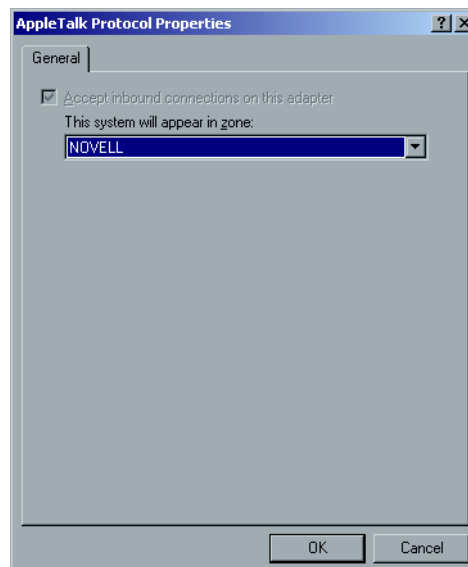 AppleTalk Protocol Properties
General
Accept inbound connections on this adapter
This system will appear in zone:
NOVELL
OK Cancel